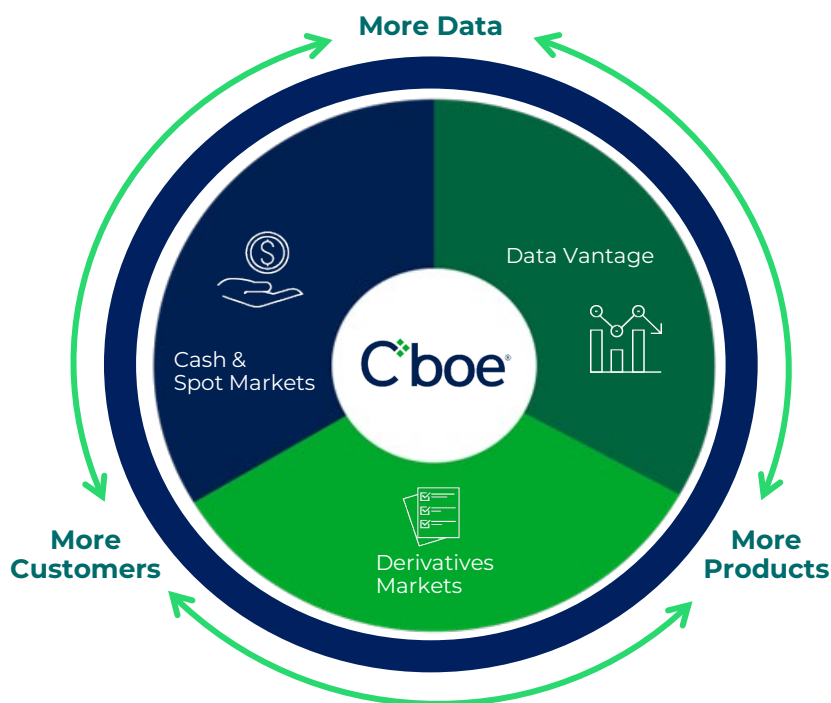 More Data
Data Vantage
Cash &
Spot Markets
Cboe®
Derivatives
Markets
More
Customers
More
Products